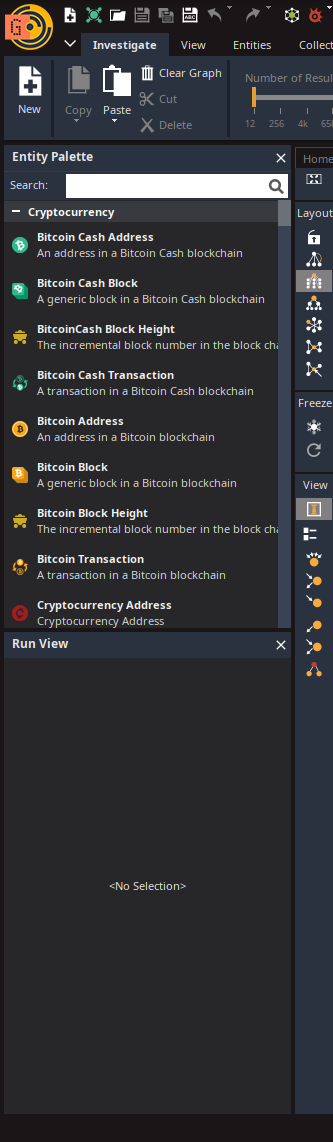 Investigate View Entities Collect
New Copy Paste Clear Graph
Cut
Delete
Number of Resul
12 256 4k 65
Entity Palette
Search:
Cryptocurrency
Bitcoin Cash Address
An address in a Bitcoin Cash blockchain
Bitcoin Cash Block
A generic block in a Bitcoin Cash blockchain
BitcoinCash Block Height
The incremental block number in the block cha
Bitcoin Cash Transaction
A transaction in a Bitcoin Cash blockchain
Bitcoin Address
An address in a Bitcoin blockchain
Bitcoin Block
A generic block in a Bitcoin blockchain
Bitcoin Block Height
The incremental block number in the block cha
Bitcoin Transaction
A transaction in a Bitcoin blockchain
Cryptocurrency Address
Cryptocurrency Address
Run View
<No Selection>
Home
Layout
Freeze
View